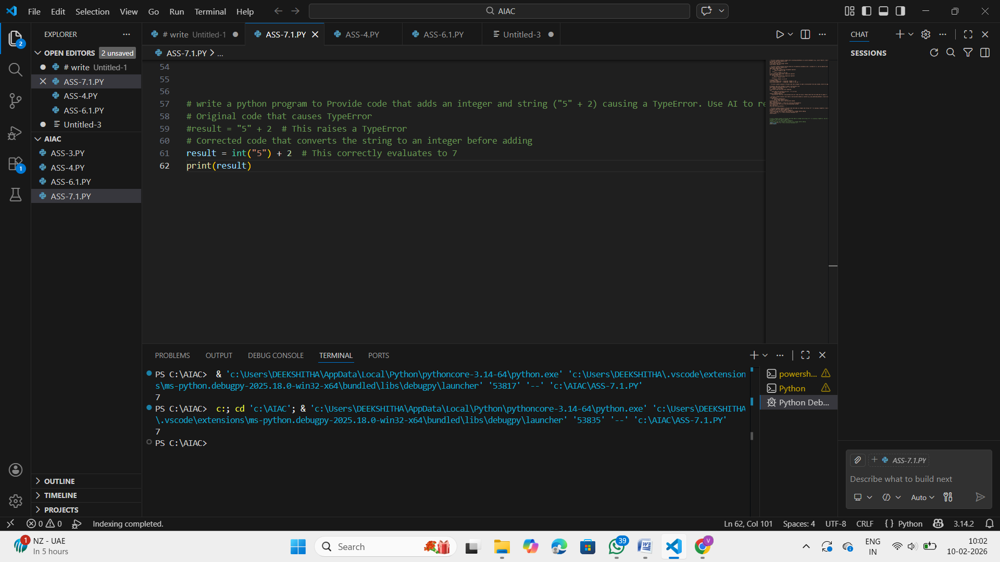 File Edit Selection View Go Run Terminal Help
AIAC
EXPLORER
OPEN EDITORS 2 unsaved
# write Untitled-1
ASS-7.1.PY
ASS-4.PY
ASS-6.1.PY
Untitled-3
AIAC
ASS-3.PY
ASS-4.PY
ASS-6.1.PY
ASS-7.1.PY
OUTLINE
TIMELINE
PROJECTS
2
1
# write Untitled-1
ASS-7.1.PY
ASS-4.PY
ASS-6.1.PY
Untitled-3
ASS-7.1.PY > ...
54
55
56
57 # write a python program to Provide code that adds an integer and string ("5" + 2) causing a TypeError. Use AI to re
58 # Original code that causes TypeError
59 #result = "5" + 2  # This raises a TypeError
60 # Corrected code that converts the string to an integer before adding
61 result = int("5") + 2  # This correctly evaluates to 7
62 print(result)
PROBLEMS OUTPUT DEBUG CONSOLE TERMINAL PORTS
PS C:\AIAC>  & 'c:\Users\DEEKSHITHA\AppData\Local\Python\pythoncore-3.14-64\python.exe' 'c:\Users\DEEKSHITHA\.vscode\extension
s\ms-python.debugpy-2025.18.0-win32-x64\bundled\libs\debugpy\launcher' '53817' '--' 'c:\AIAC\ASS-7.1.PY'
7
PS C:\AIAC>  c:; cd 'c:\AIAC'; & 'c:\Users\DEEKSHITHA\AppData\Local\Python\pythoncore-3.14-64\python.exe' 'c:\Users\DEEKSHITHA
\.vscode\extensions\ms-python.debugpy-2025.18.0-win32-x64\bundled\libs\debugpy\launcher' '53835' '--' 'c:\AIAC\ASS-7.1.PY'
7
PS C:\AIAC>
powersh...
Python
Python Deb...
CHAT
SESSIONS
ASS-7.1.PY
Describe what to build next
Auto
0 0 Indexing completed.
Ln 62, Col 101 Spaces: 4 UTF-8 CRLF {} Python 3.14.2
1
NZ - UAE
In 5 hours
Search
39
V
ENG
IN
10:02
10-02-2026